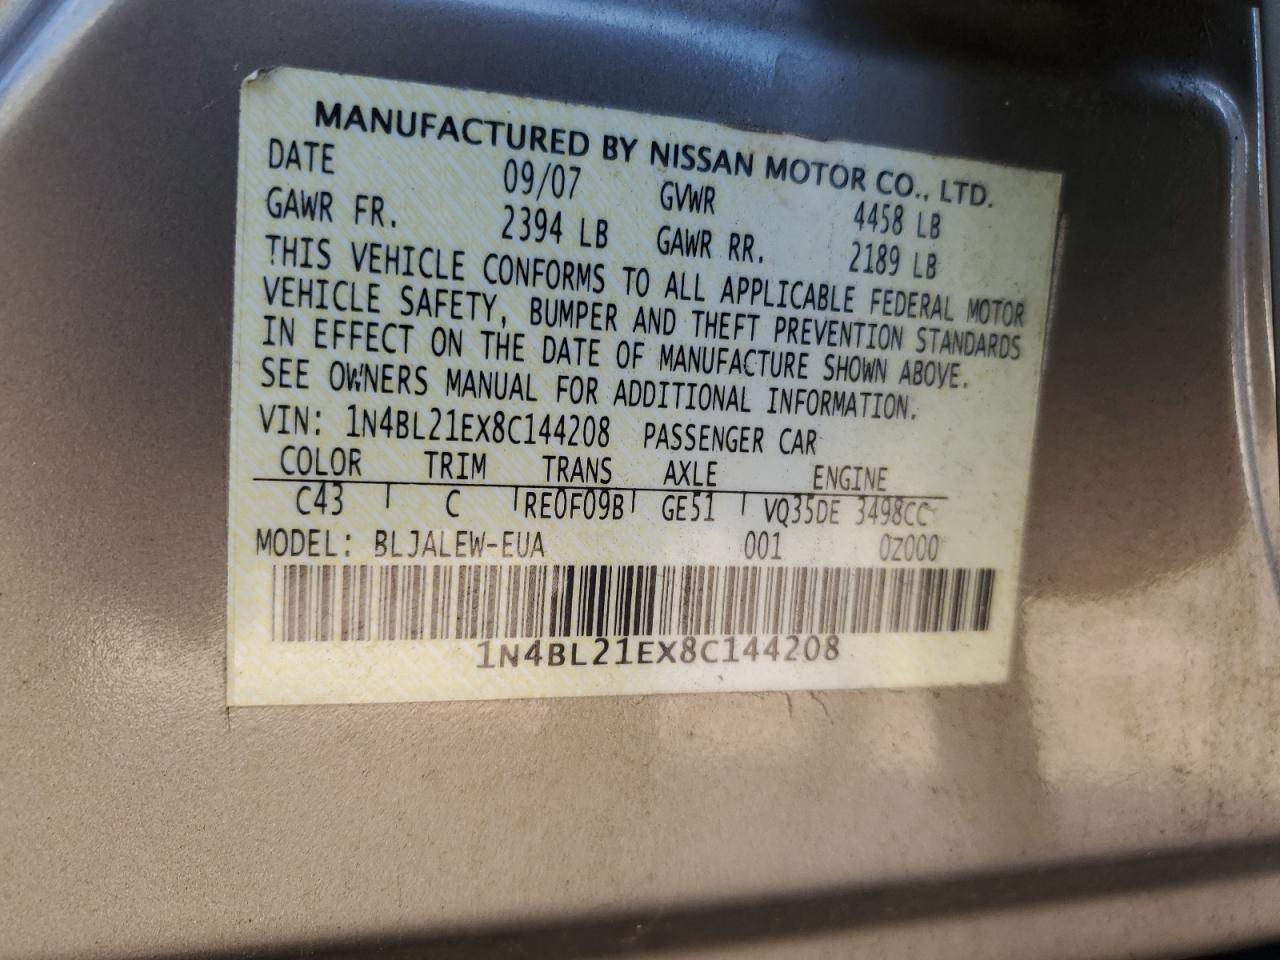 MANUFACTURED BY NISSAN MOTOR CO., LTD.
DATE 09/07 GVWR 4458 LB
GAWR FR. 2394 LB GAWR RR. 2189 LB
THIS VEHICLE CONFORMS TO ALL APPLICABLE FEDERAL MOTOR
VEHICLE SAFETY, BUMPER AND THEFT PREVENTION STANDARDS
IN EFFECT ON THE DATE OF MANUFACTURE SHOWN ABOVE.
SEE OWNERS MANUAL FOR ADDITIONAL INFORMATION.
VIN: 1N4BL21EX8C144208 PASSENGER CAR
COLOR TRIM TRANS AXLE ENGINE
C43 C RE0F09B GE51 VQ35DE 3498CC
MODEL: BLJALEW-EUA 001 0Z000
1N4BL21EX8C144208